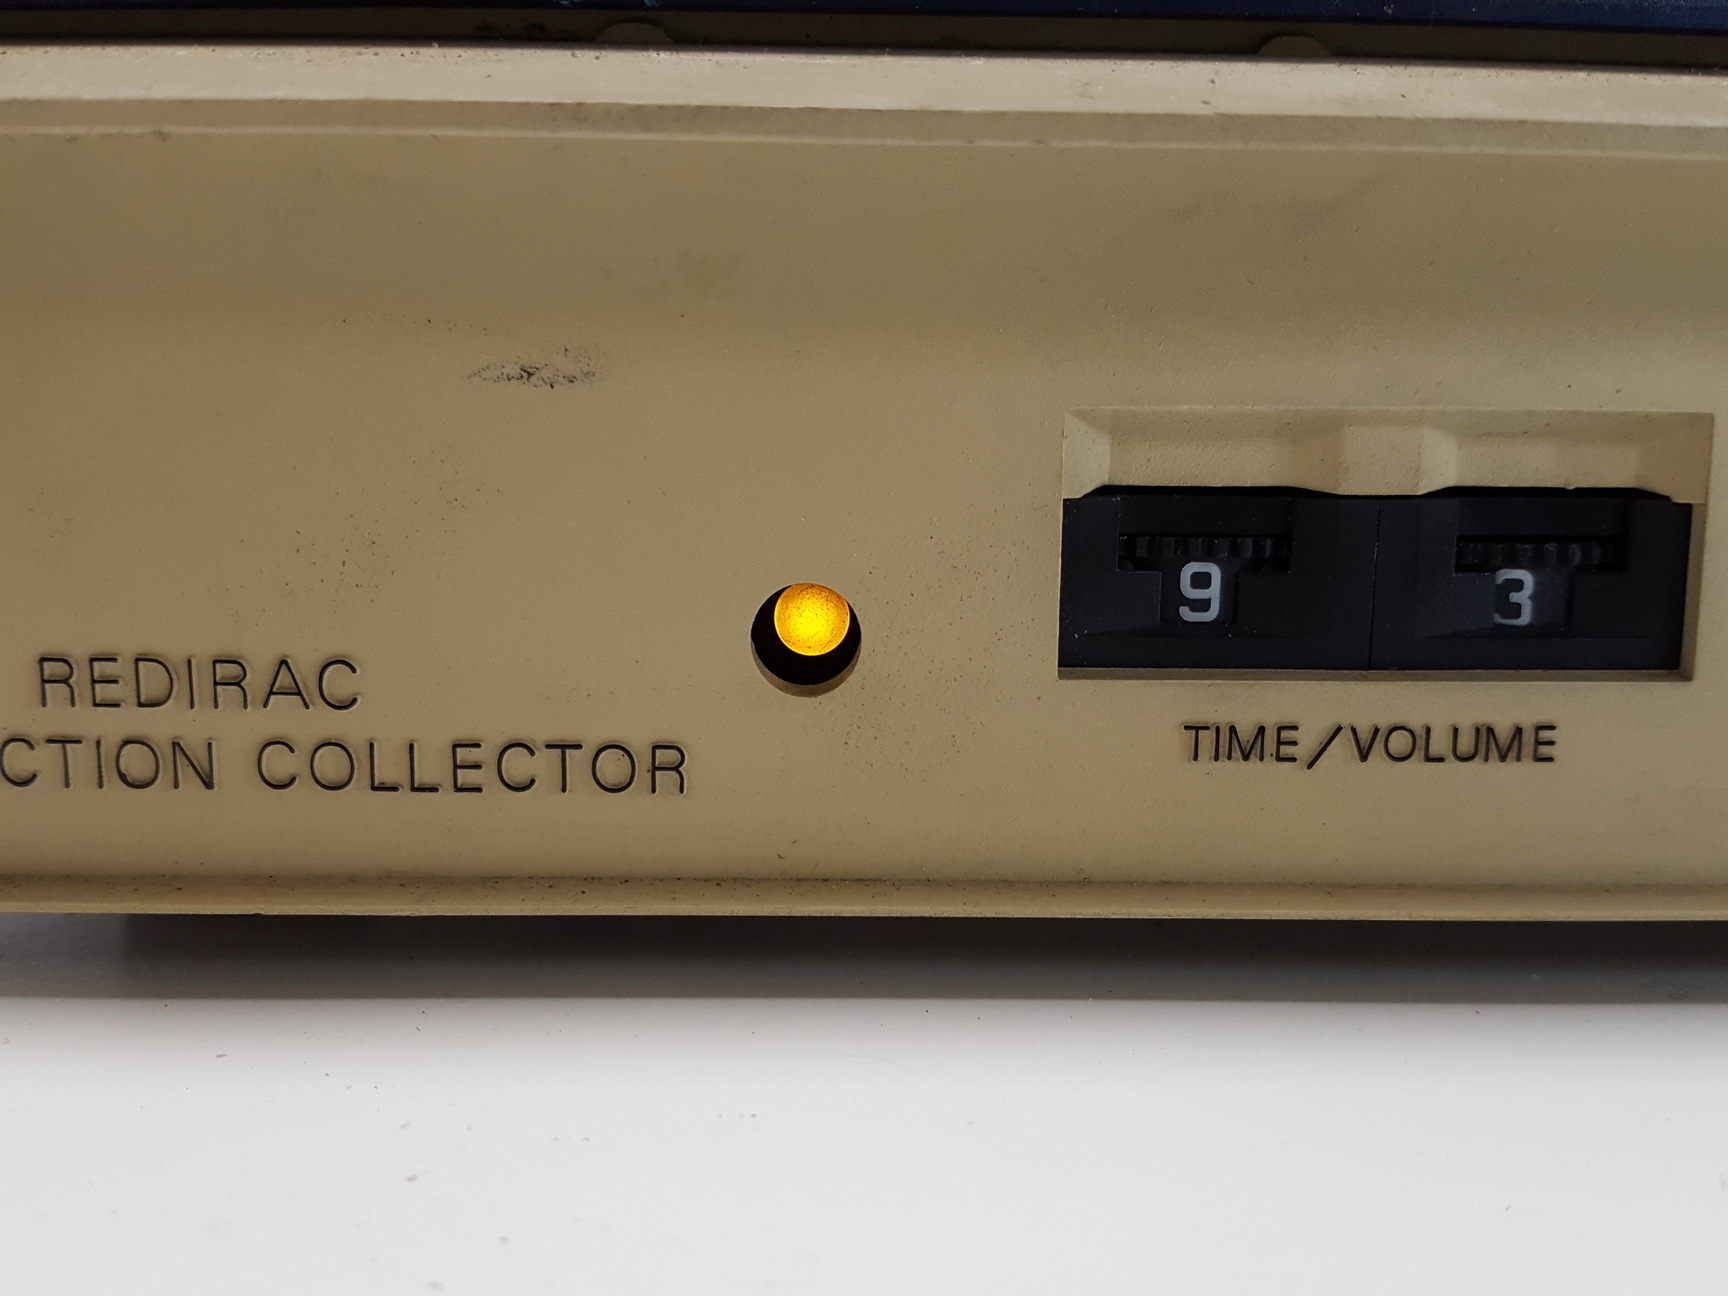 9 3
REDIRAC
CTION COLLECTOR
TIME/VOLUME